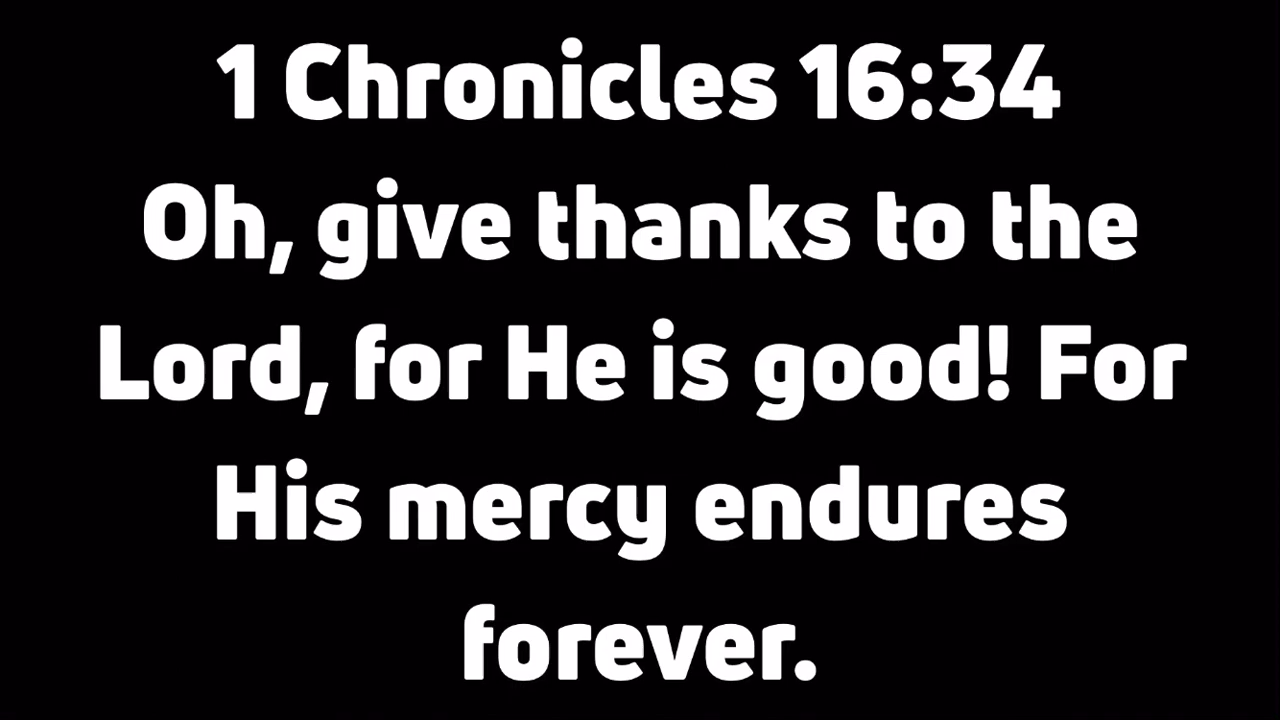 1 Chronicles 16:34
Oh, give thanks to the
Lord, for He is good! For
His mercy endures
forever.